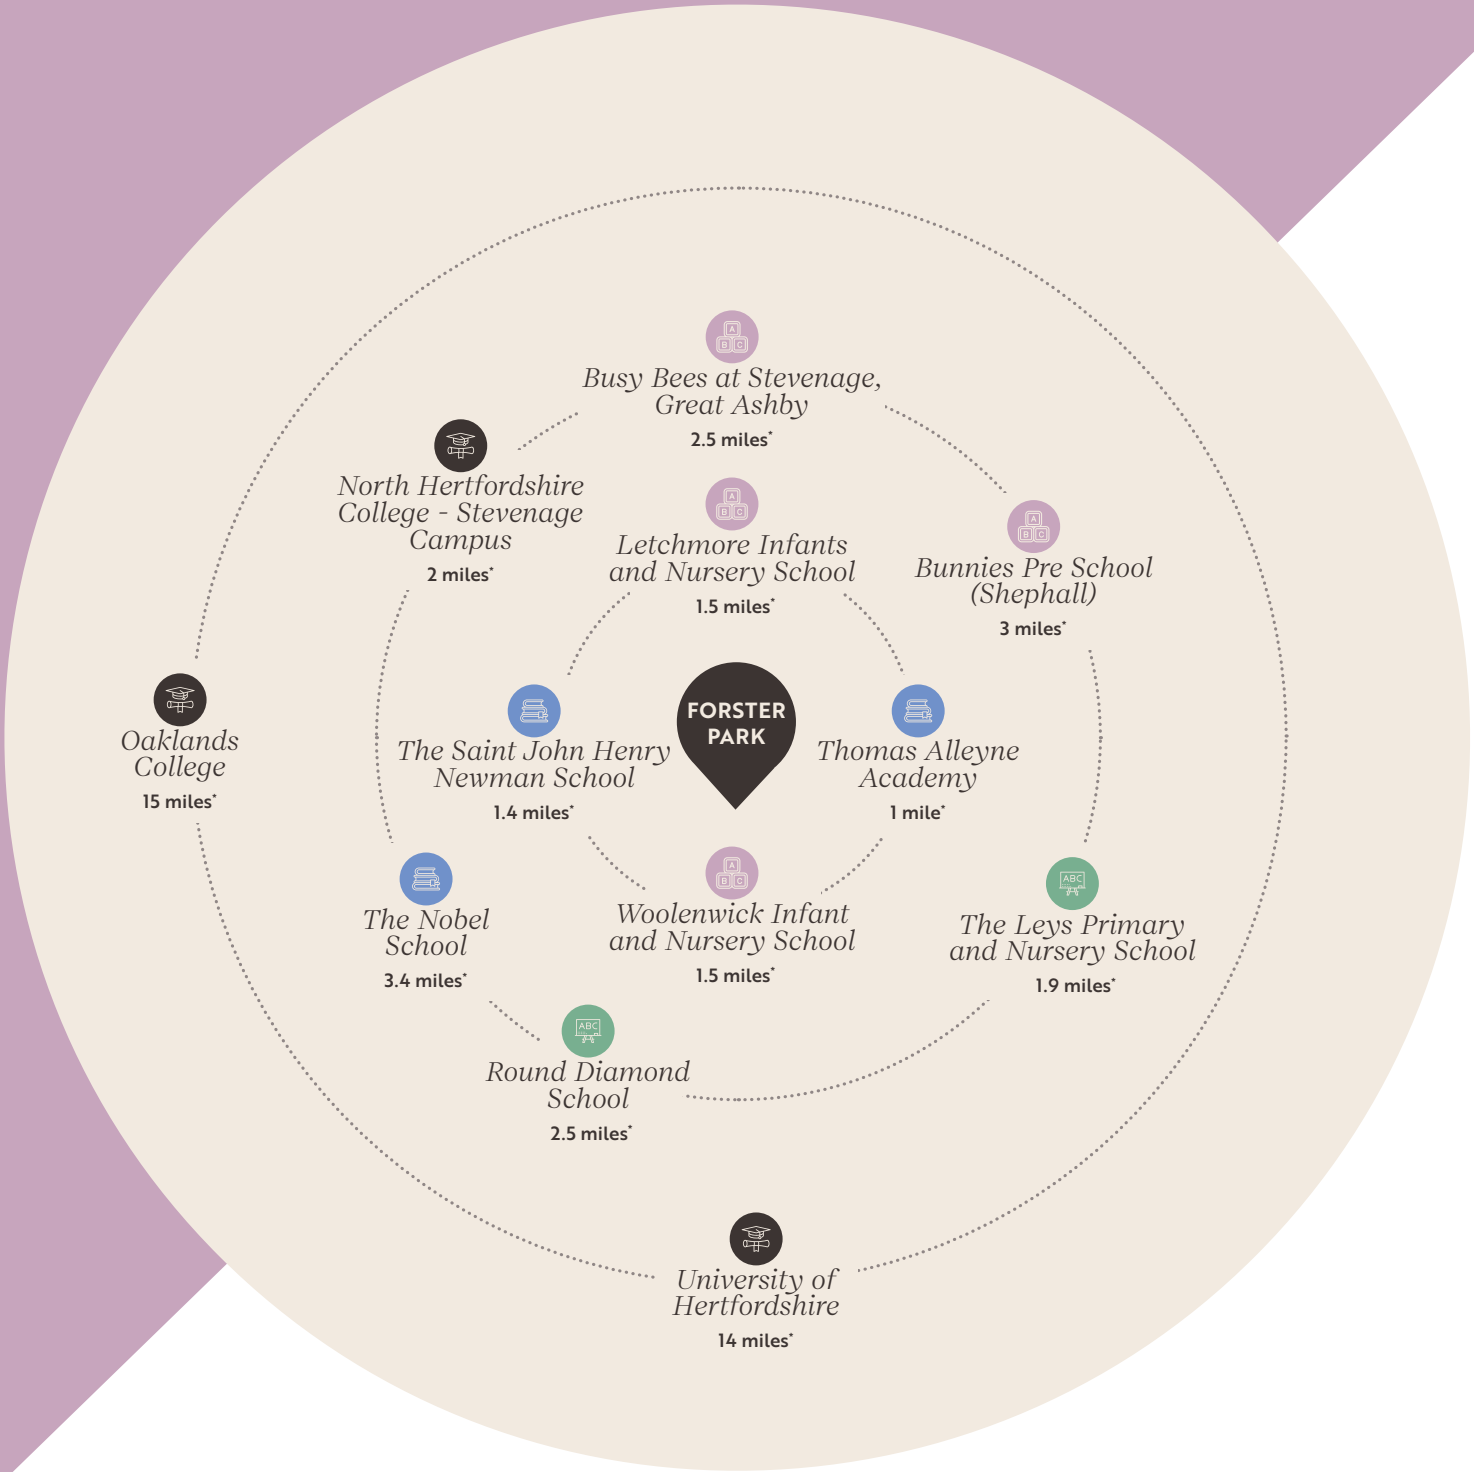 Busy Bees at Stevenage,
Great Ashby
2.5 miles*
North Hertfordshire
College - Stevenage
Campus
2 miles*
Letchmore Infants
and Nursery School
1.5 miles*
Bunnies Pre School
(Shephall)
3 miles*
Oaklands
College
15 miles*
The Saint John Henry
Newman School
1.4 miles*
FORSTER
PARK
Thomas Alleyne
Academy
1 mile*
The Nobel
School
3.4 miles*
Woolenwick Infant
and Nursery School
1.5 miles*
The Leys Primary
and Nursery School
1.9 miles*
Round Diamond
School
2.5 miles*
University of
Hertfordshire
14 miles*